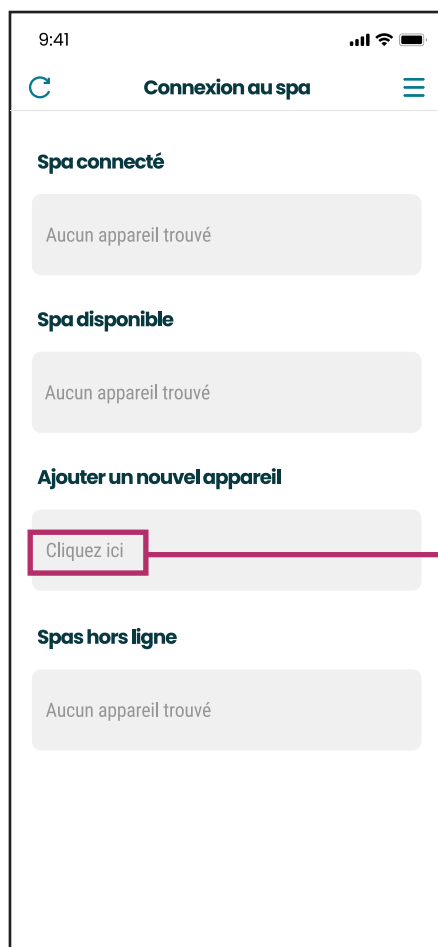 9:41
Connexion au spa
Spa connecté
Aucun appareil trouvé
Spa disponible
Aucun appareil trouvé
Ajouter un nouvel appareil
Cliquez ici
Spas hors ligne
Aucun appareil trouvé